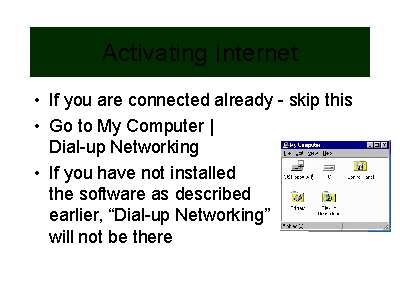 Activating Internet
• If you are connected already - skip this
• Go to My Computer |
Dial-up Networking
• If you have not installed
the software as described
earlier, “Dial-up Networking”
will not be there
My Computer